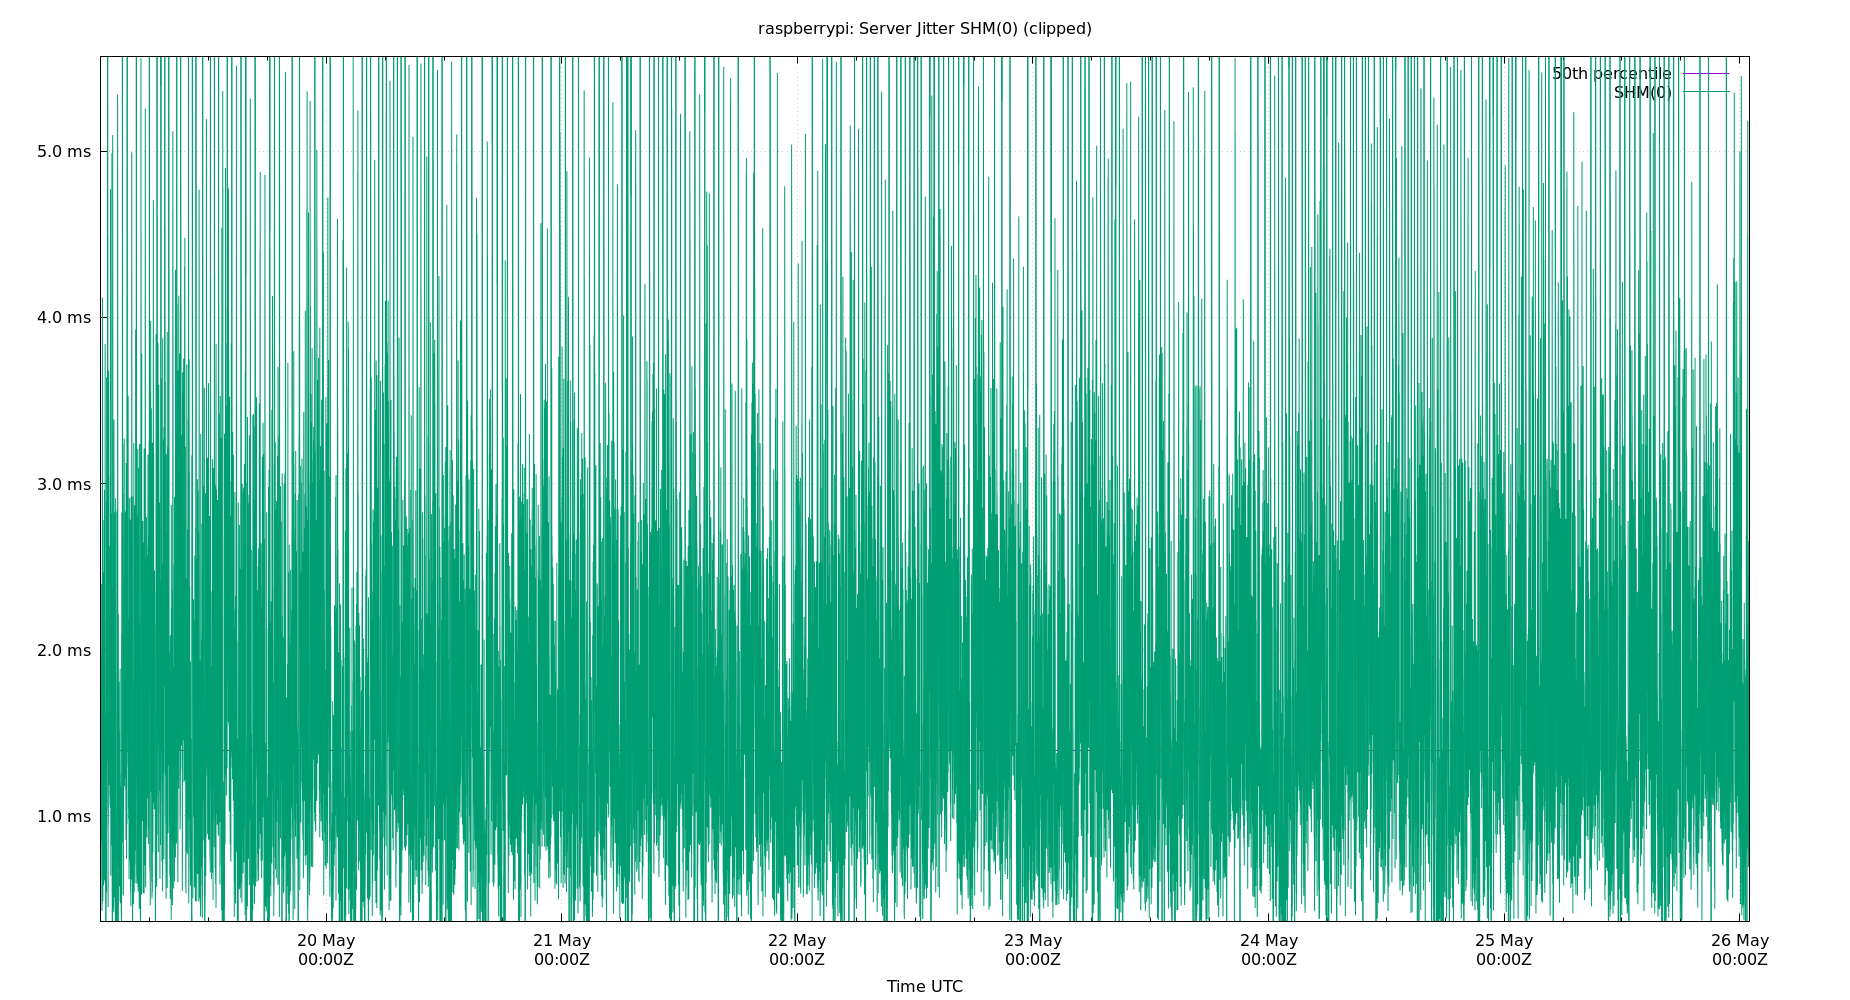 raspberrypi: Server Jitter SHM(0) (clipped)
50th percentile
SHM(0)
5.0 ms
4.0 ms
3.0 ms
2.0 ms
1.0 ms
20 May 21 May 22 May 23 May 24 May 25 May 26 May
00:00Z 00:00Z 00:00Z 00:00Z 00:00Z 00:00Z 00:00Z
Time UTC